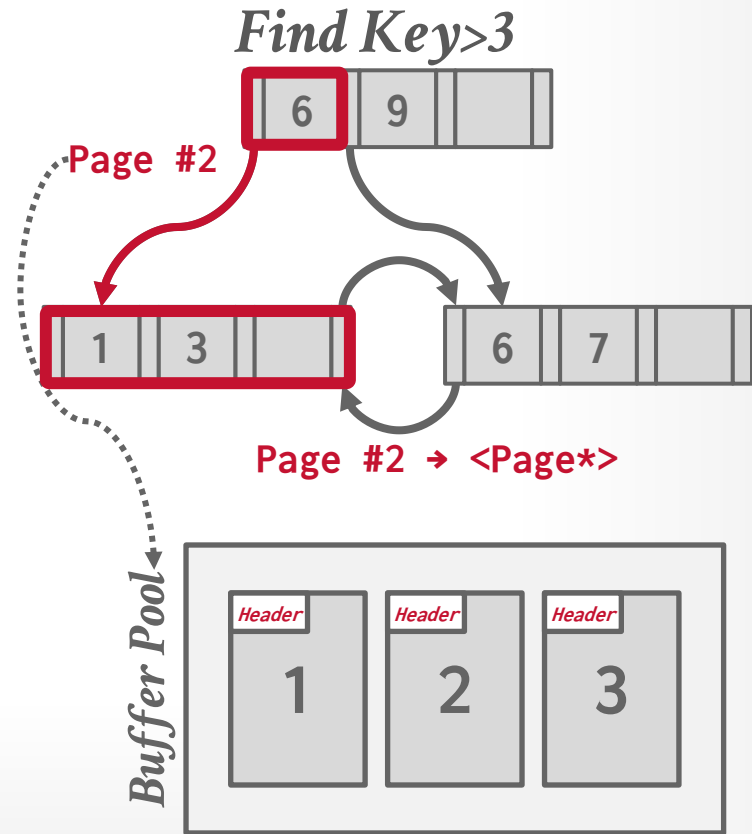 Find Key>3
6 9
Page #2
1 3
6 7
Page #2 → <Page*>
Buffer Pool
Header Header Header
1 2 3